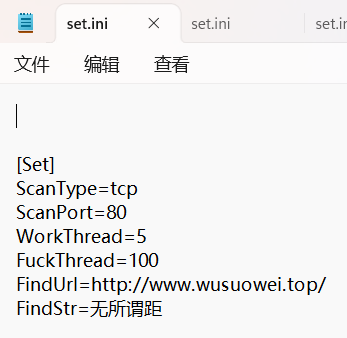 set.ini set.ini set.in
文件 编辑 查看
[Set]
ScanType=tcp
ScanPort=80
WorkThread=5
FuckThread=100
FindUrl=http://www.wusuowei.top/
FindStr=无所谓距